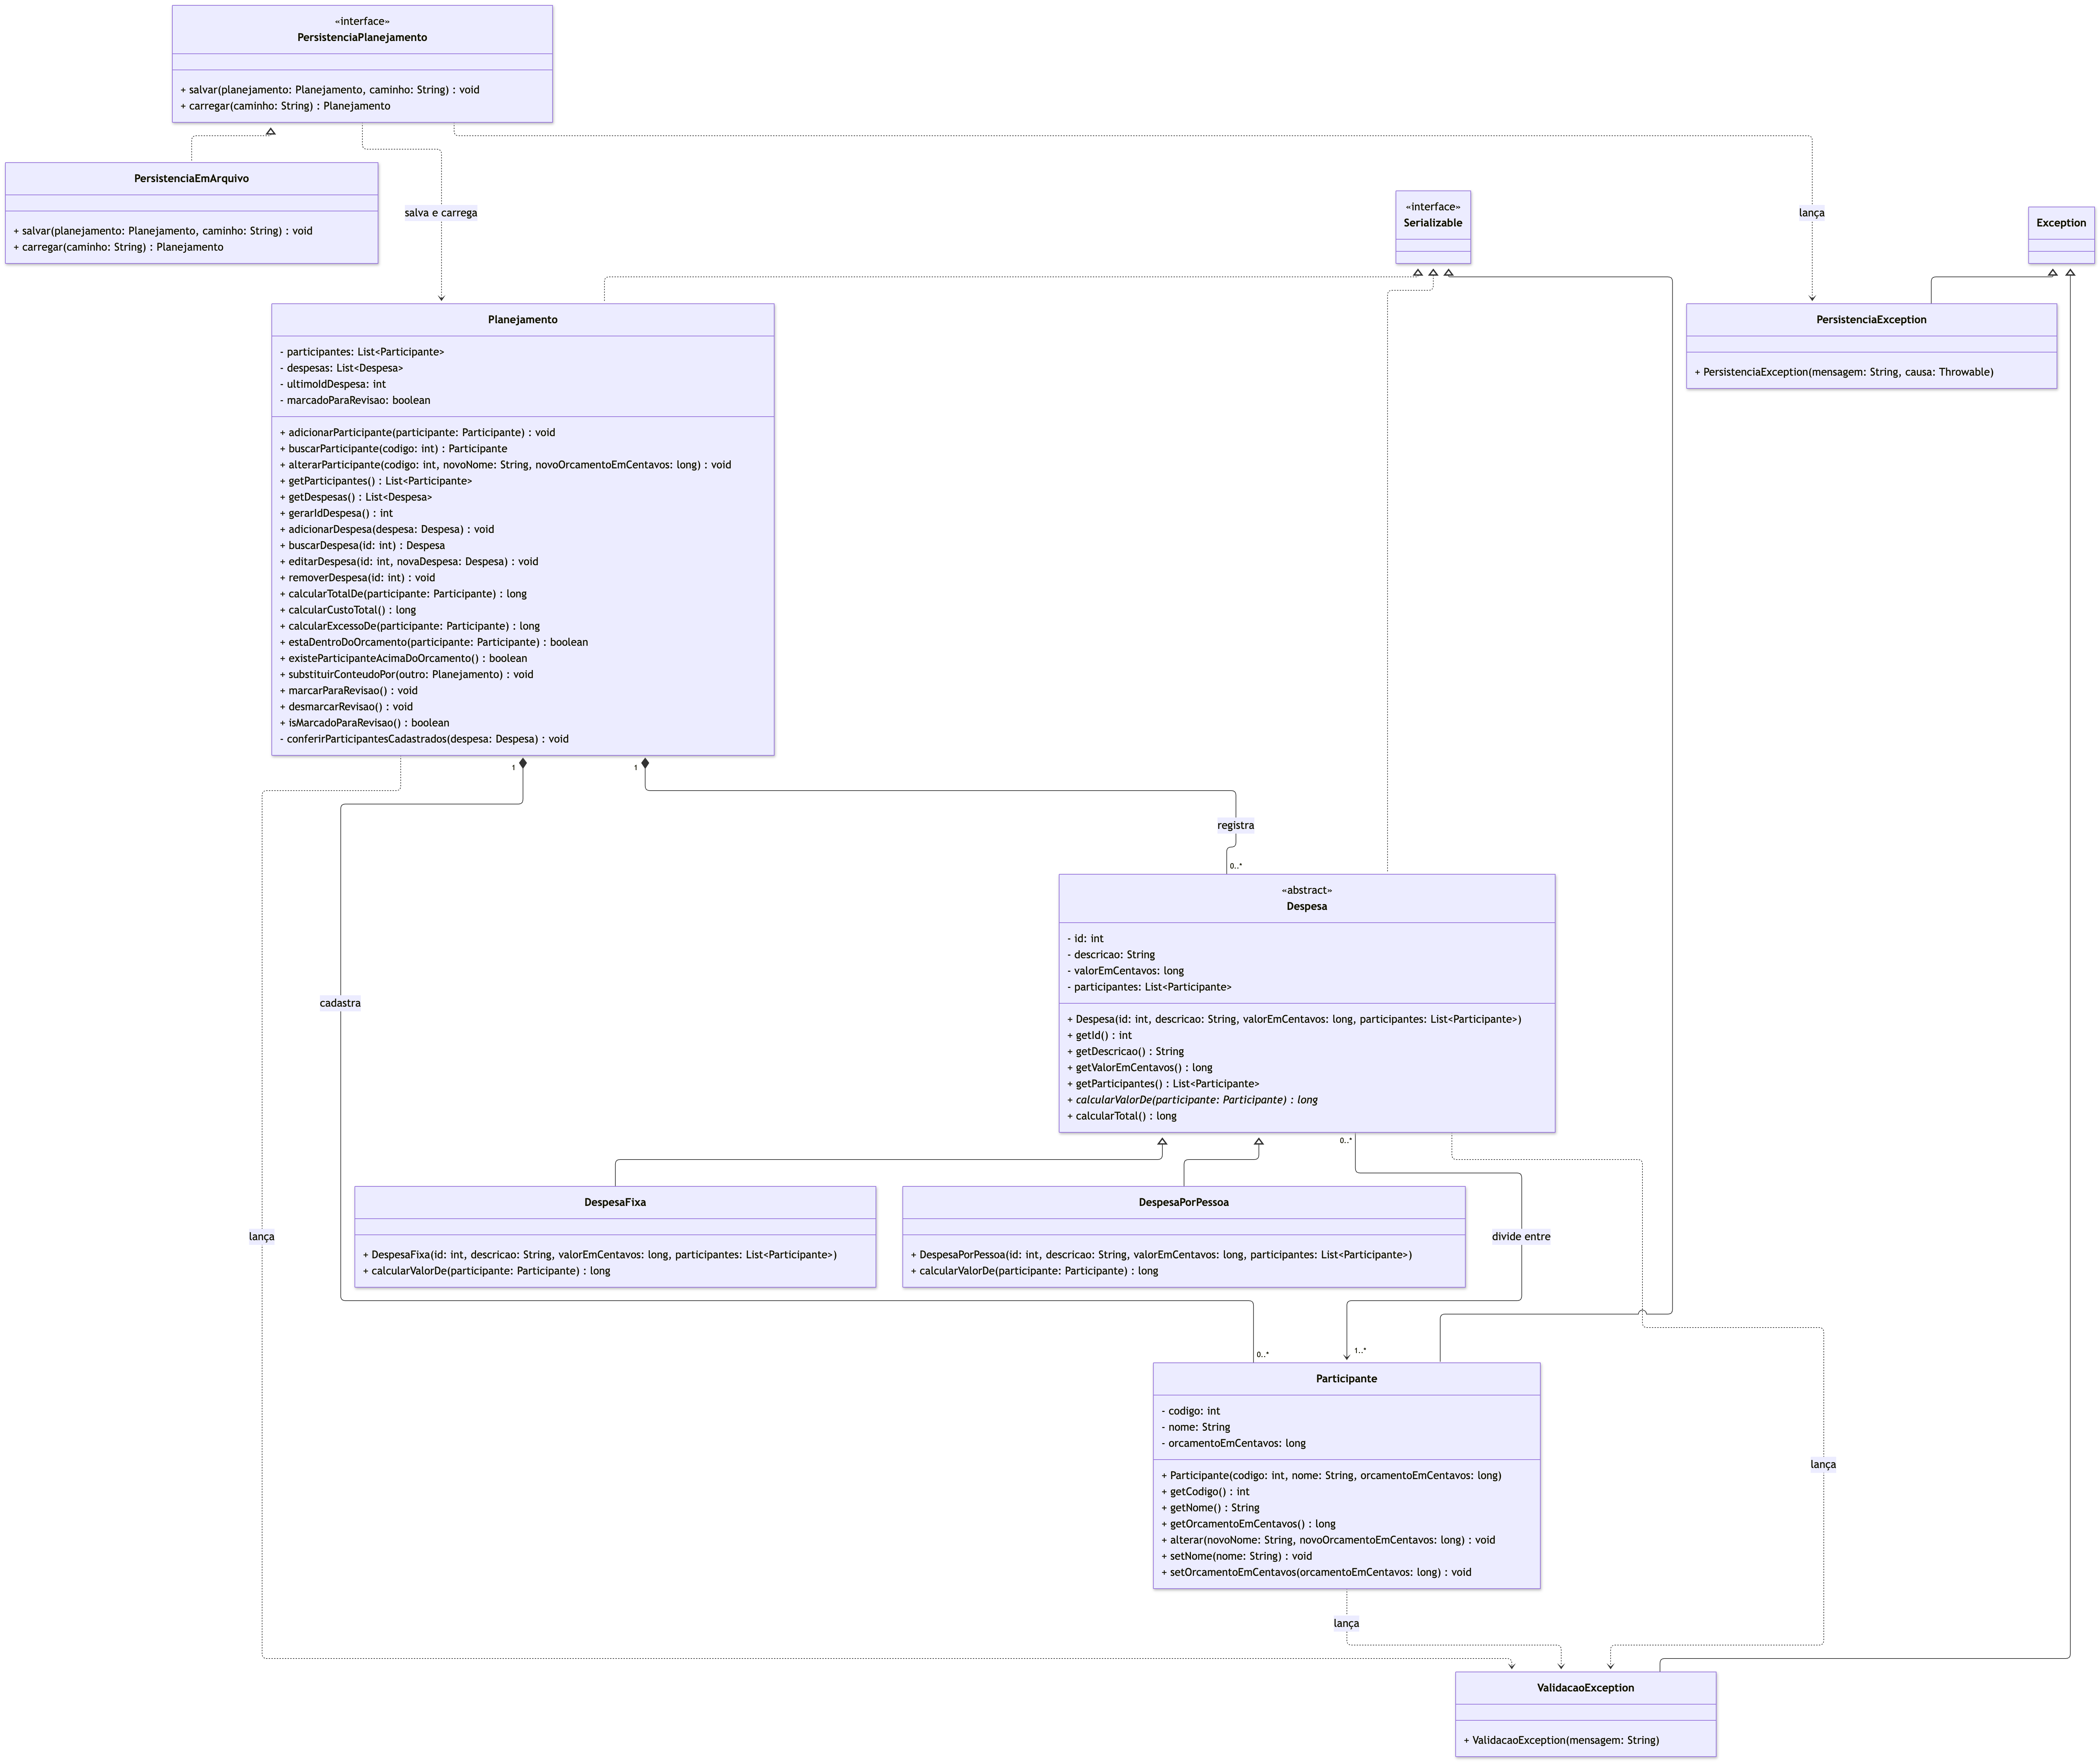 «interface»
PersistenciaPlanejamento
+ salvar(planejamento: Planejamento, caminho: String) : void
+ carregar(caminho: String) : Planejamento
PersistenciaEmArquivo
+ salvar(planejamento: Planejamento, caminho: String) : void
+ carregar(caminho: String) : Planejamento
salva e carrega
«interface»
Serializable
lança
Exception
Planejamento
- participantes: List<Participante>
- despesas: List<Despesa>
- ultimoIdDespesa: int
- marcadoParaRevisao: boolean
+ adicionarParticipante(participante: Participante) : void
+ buscarParticipante(codigo: int) : Participante
+ alterarParticipante(codigo: int, novoNome: String, novoOrcamentoEmCentavos: long) : void
+ getParticipantes() : List<Participante>
+ getDespesas() : List<Despesa>
+ gerarIdDespesa() : int
+ adicionarDespesa(despesa: Despesa) : void
+ buscarDespesa(id: int) : Despesa
+ editarDespesa(id: int, novaDespesa: Despesa) : void
+ removerDespesa(id: int) : void
+ calcularTotalDe(participante: Participante) : long
+ calcularCustoTotal() : long
+ calcularExcessoDe(participante: Participante) : long
+ estaDentroDoOrcamento(participante: Participante) : boolean
+ existeParticipanteAcimaDoOrcamento() : boolean
+ substituirConteudoPor(outro: Planejamento) : void
+ marcarParaRevisao() : void
+ desmarcarRevisao() : void
+ isMarcadoParaRevisao() : boolean
- conferirParticipantesCadastrados(despesa: Despesa) : void
PersistenciaException
+ PersistenciaException(mensagem: String, causa: Throwable)
1
1
registra
0..*
«abstract»
Despesa
- id: int
- descricao: String
- valorEmCentavos: long
- participantes: List<Participante>
+ Despesa(id: int, descricao: String, valorEmCentavos: long, participantes: List<Participante>)
+ getId() : int
+ getDescricao() : String
+ getValorEmCentavos() : long
+ getParticipantes() : List<Participante>
+ calcularValorDe(participante: Participante) : long
+ calcularTotal() : long
cadastra
0..*
DespesaFixa
+ DespesaFixa(id: int, descricao: String, valorEmCentavos: long, participantes: List<Participante>)
+ calcularValorDe(participante: Participante) : long
DespesaPorPessoa
+ DespesaPorPessoa(id: int, descricao: String, valorEmCentavos: long, participantes: List<Participante>)
+ calcularValorDe(participante: Participante) : long
lança
divide entre
0..*
1..*
Participante
- codigo: int
- nome: String
- orcamentoEmCentavos: long
+ Participante(codigo: int, nome: String, orcamentoEmCentavos: long)
+ getCodigo() : int
+ getNome() : String
+ getOrcamentoEmCentavos() : long
+ alterar(novoNome: String, novoOrcamentoEmCentavos: long) : void
+ setNome(nome: String) : void
+ setOrcamentoEmCentavos(orcamentoEmCentavos: long) : void
lança
lança
ValidacaoException
+ ValidacaoException(mensagem: String)